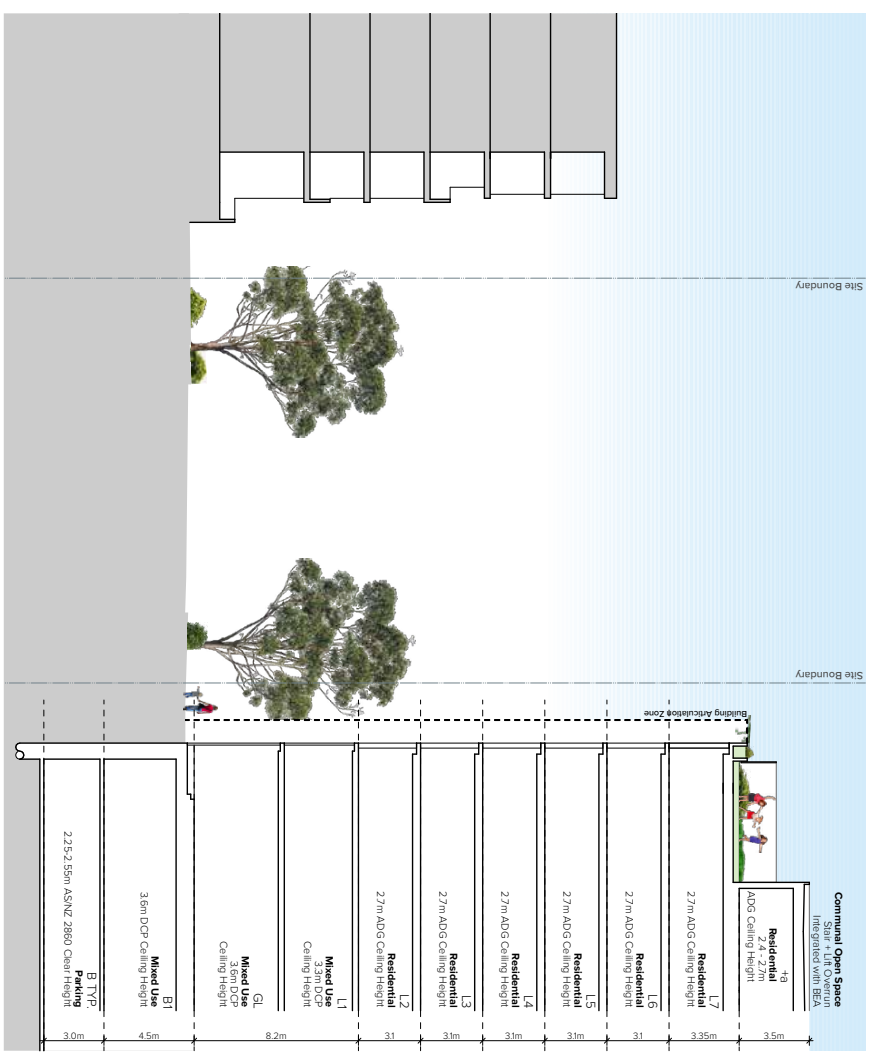 Site Boundary
Site Boundary
Building Articulation Zone
Communal Open Space
Stair + Lift Overrun
Integrated with BEA
+a
Residential
2.4 - 2.7m
ADG Ceiling Height
3.5m
L7
Residential
2.7m ADG Ceiling Height
3.35m
L6
Residential
2.7m ADG Ceiling Height
3.1
L5
Residential
2.7m ADG Ceiling Height
3.1m
L4
Residential
2.7m ADG Ceiling Height
3.1m
L3
Residential
2.7m ADG Ceiling Height
3.1m
L2
Residential
2.7m ADG Ceiling Height
3.1
L1
Mixed Use
3.3m DCP
Ceiling Height
GL
Mixed Use
3.6m DCP
Ceiling Height
8.2m
B1
Mixed Use
3.6m DCP Ceiling Height
4.5m
B TYP.
Parking
2.25-2.55m AS/NZ 2860 Clear Height
3.0m